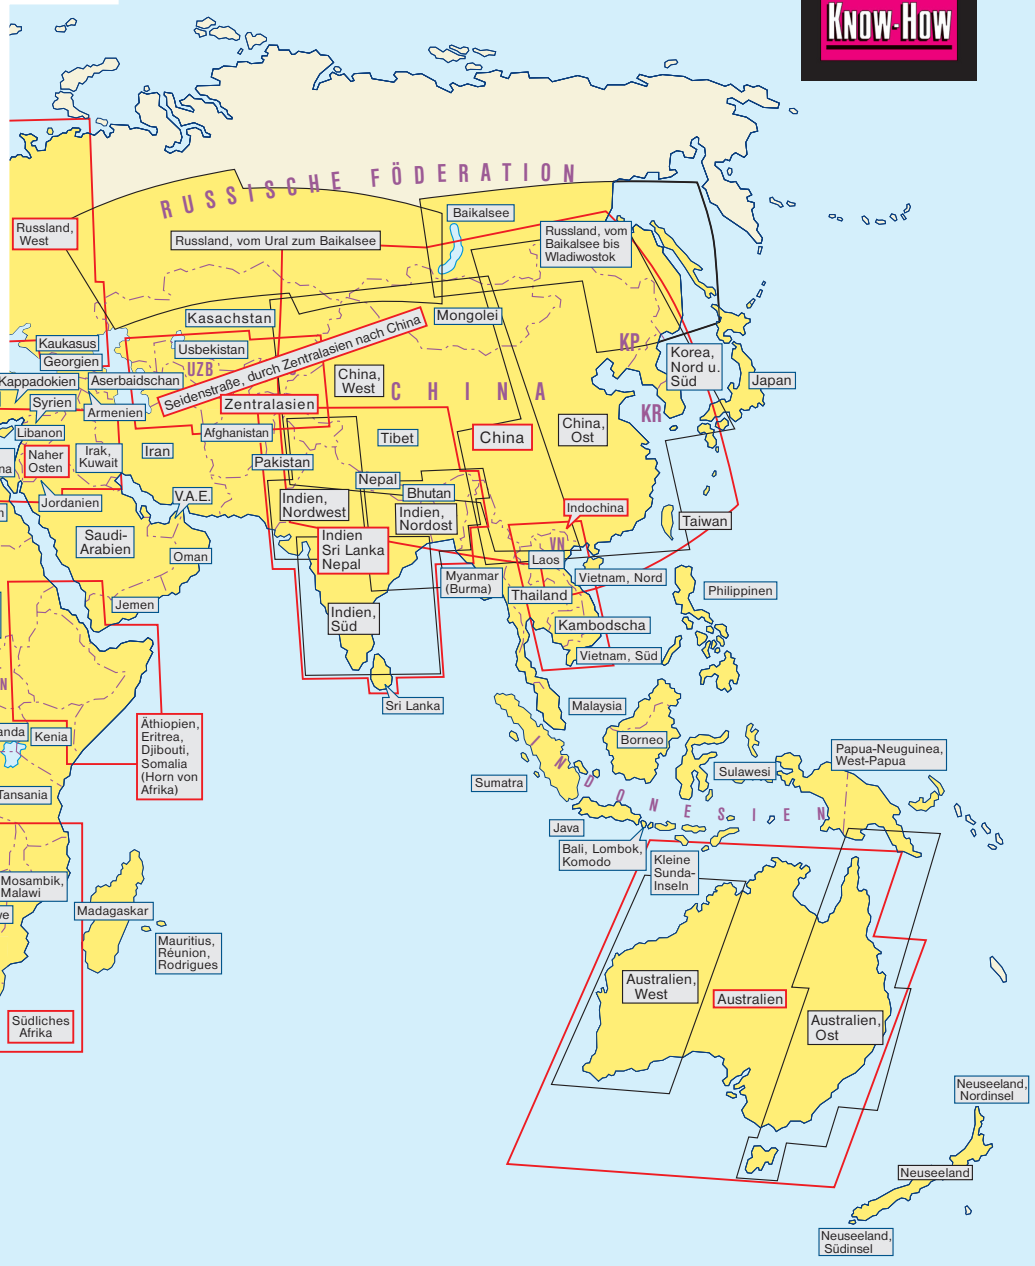 KNOW-HOW
RUSSISCHE FÖDERATION
Russland,
West
Baikalsee
Russland, vom Ural zum Baikalsee
Russland, vom
Baikalsee bis
Wladiwostok
Kasachstan
Mongolei
Seidenstraße, durch Zentralasien nach China
Kaukasus
Georgien
Usbekistan
UZB
KP
Korea,
Nord u.
Süd
Japan
Kappadokien
Aserbaidschan
China,
West
CHINA
Syrien
Armenien
Zentralasien
KR
Libanon
Afghanistan
Tibet
China
China,
Ost
Naher
Osten
Irak,
Kuwait
Iran
Pakistan
na
Nepal
Bhutan
Jordanien
V.A.E.
Indien,
Nordwest
Indien,
Nordost
Indochina
n
Taiwan
Saudi-
Arabien
Oman
Indien
Sri Lanka
Nepal
VN
Laos
Myanmar
(Burma)
Vietnam, Nord
Philippinen
Jemen
Thailand
Indien,
Süd
Kambodscha
Vietnam, Süd
N
Sri Lanka
Malaysia
anda
Kenia
Äthiopien,
Eritrea,
Djibouti,
Somalia
(Horn von
Afrika)
Borneo
Papua-Neuguinea,
West-Papua
Sumatra
Sulawesi
Tansania
INDONESIEN
Java
Bali, Lombok,
Komodo
Kleine
Sunda-
Inseln
Mosambik,
Malawi
we
Madagaskar
Mauritius,
Réunion,
Rodrigues
Australien,
West
Australien
Australien,
Ost
Südliches
Afrika
Neuseeland,
Nordinsel
Neuseeland
Neuseeland,
Südinsel